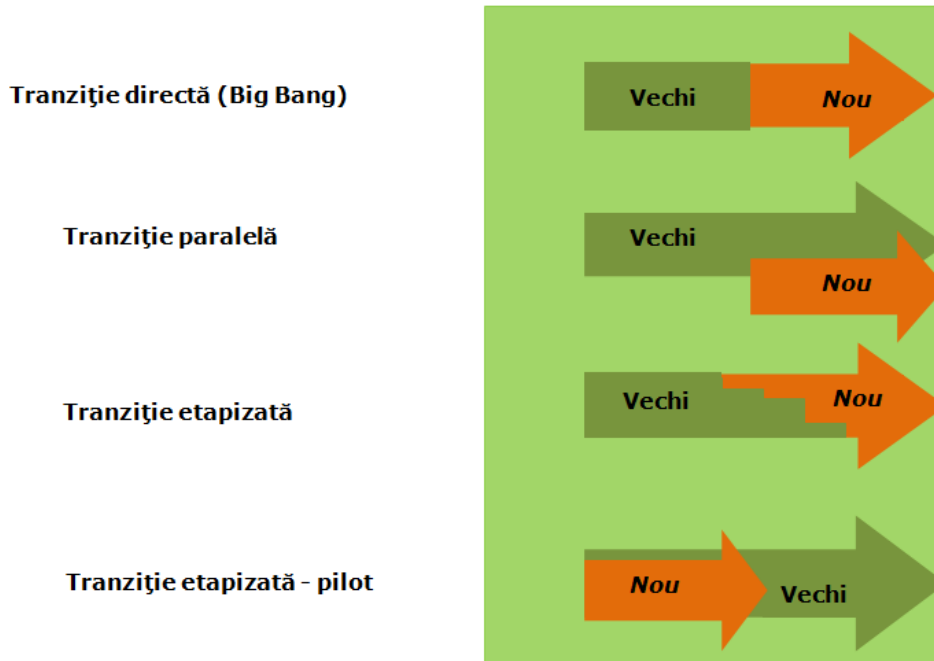 Tranziţie directă (Big Bang)
Vechi
Nou
Tranziţie paralelă
Vechi
Nou
Tranziţie etapizată
Vechi
Nou
Tranziţie etapizată - pilot
Nou
Vechi